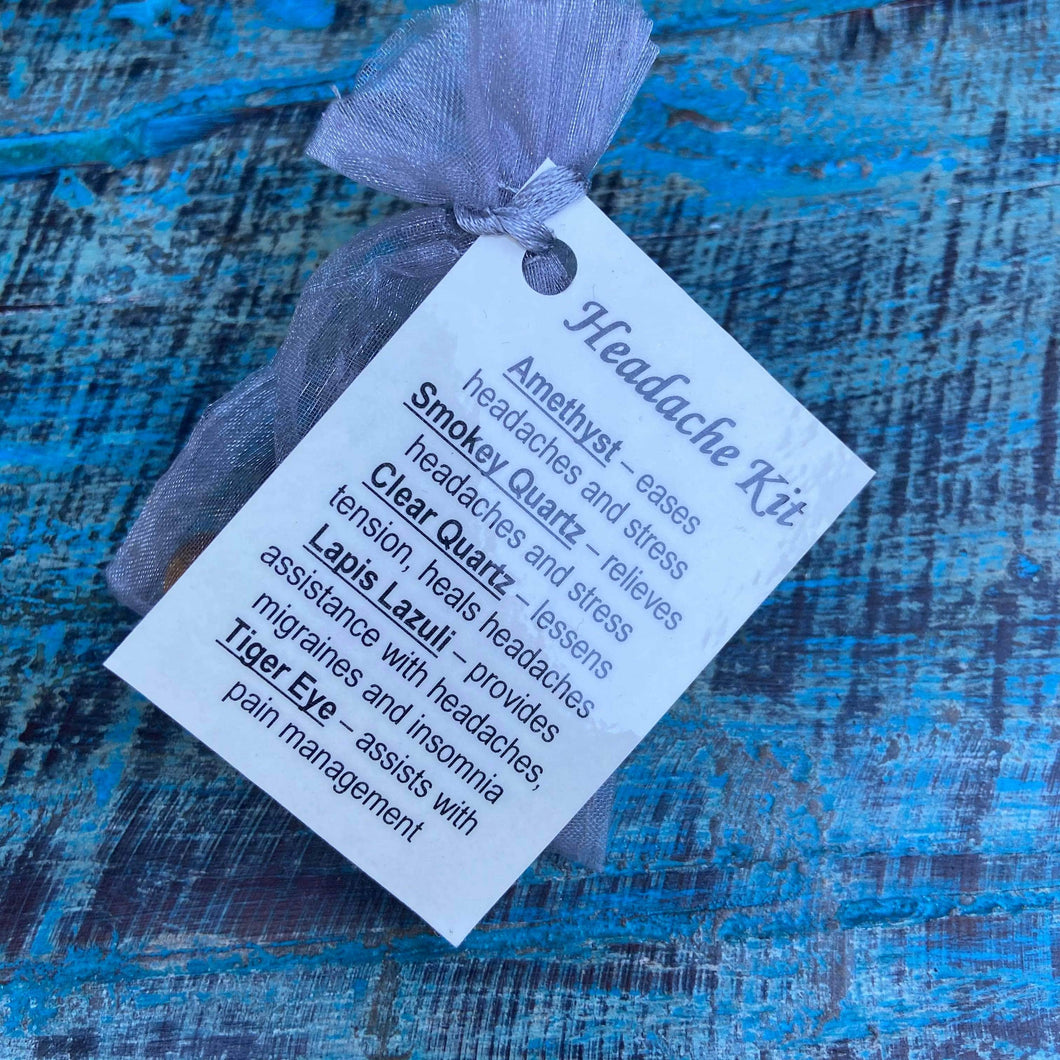 Headache Kit
Amethyst – eases
headaches and stress
Smokey Quartz – relieves
headaches and stress
Clear Quartz – lessens
tension, heals headaches
Lapis Lazuli – provides
assistance with headaches,
migraines and insomnia
Tiger Eye – assists with
pain management